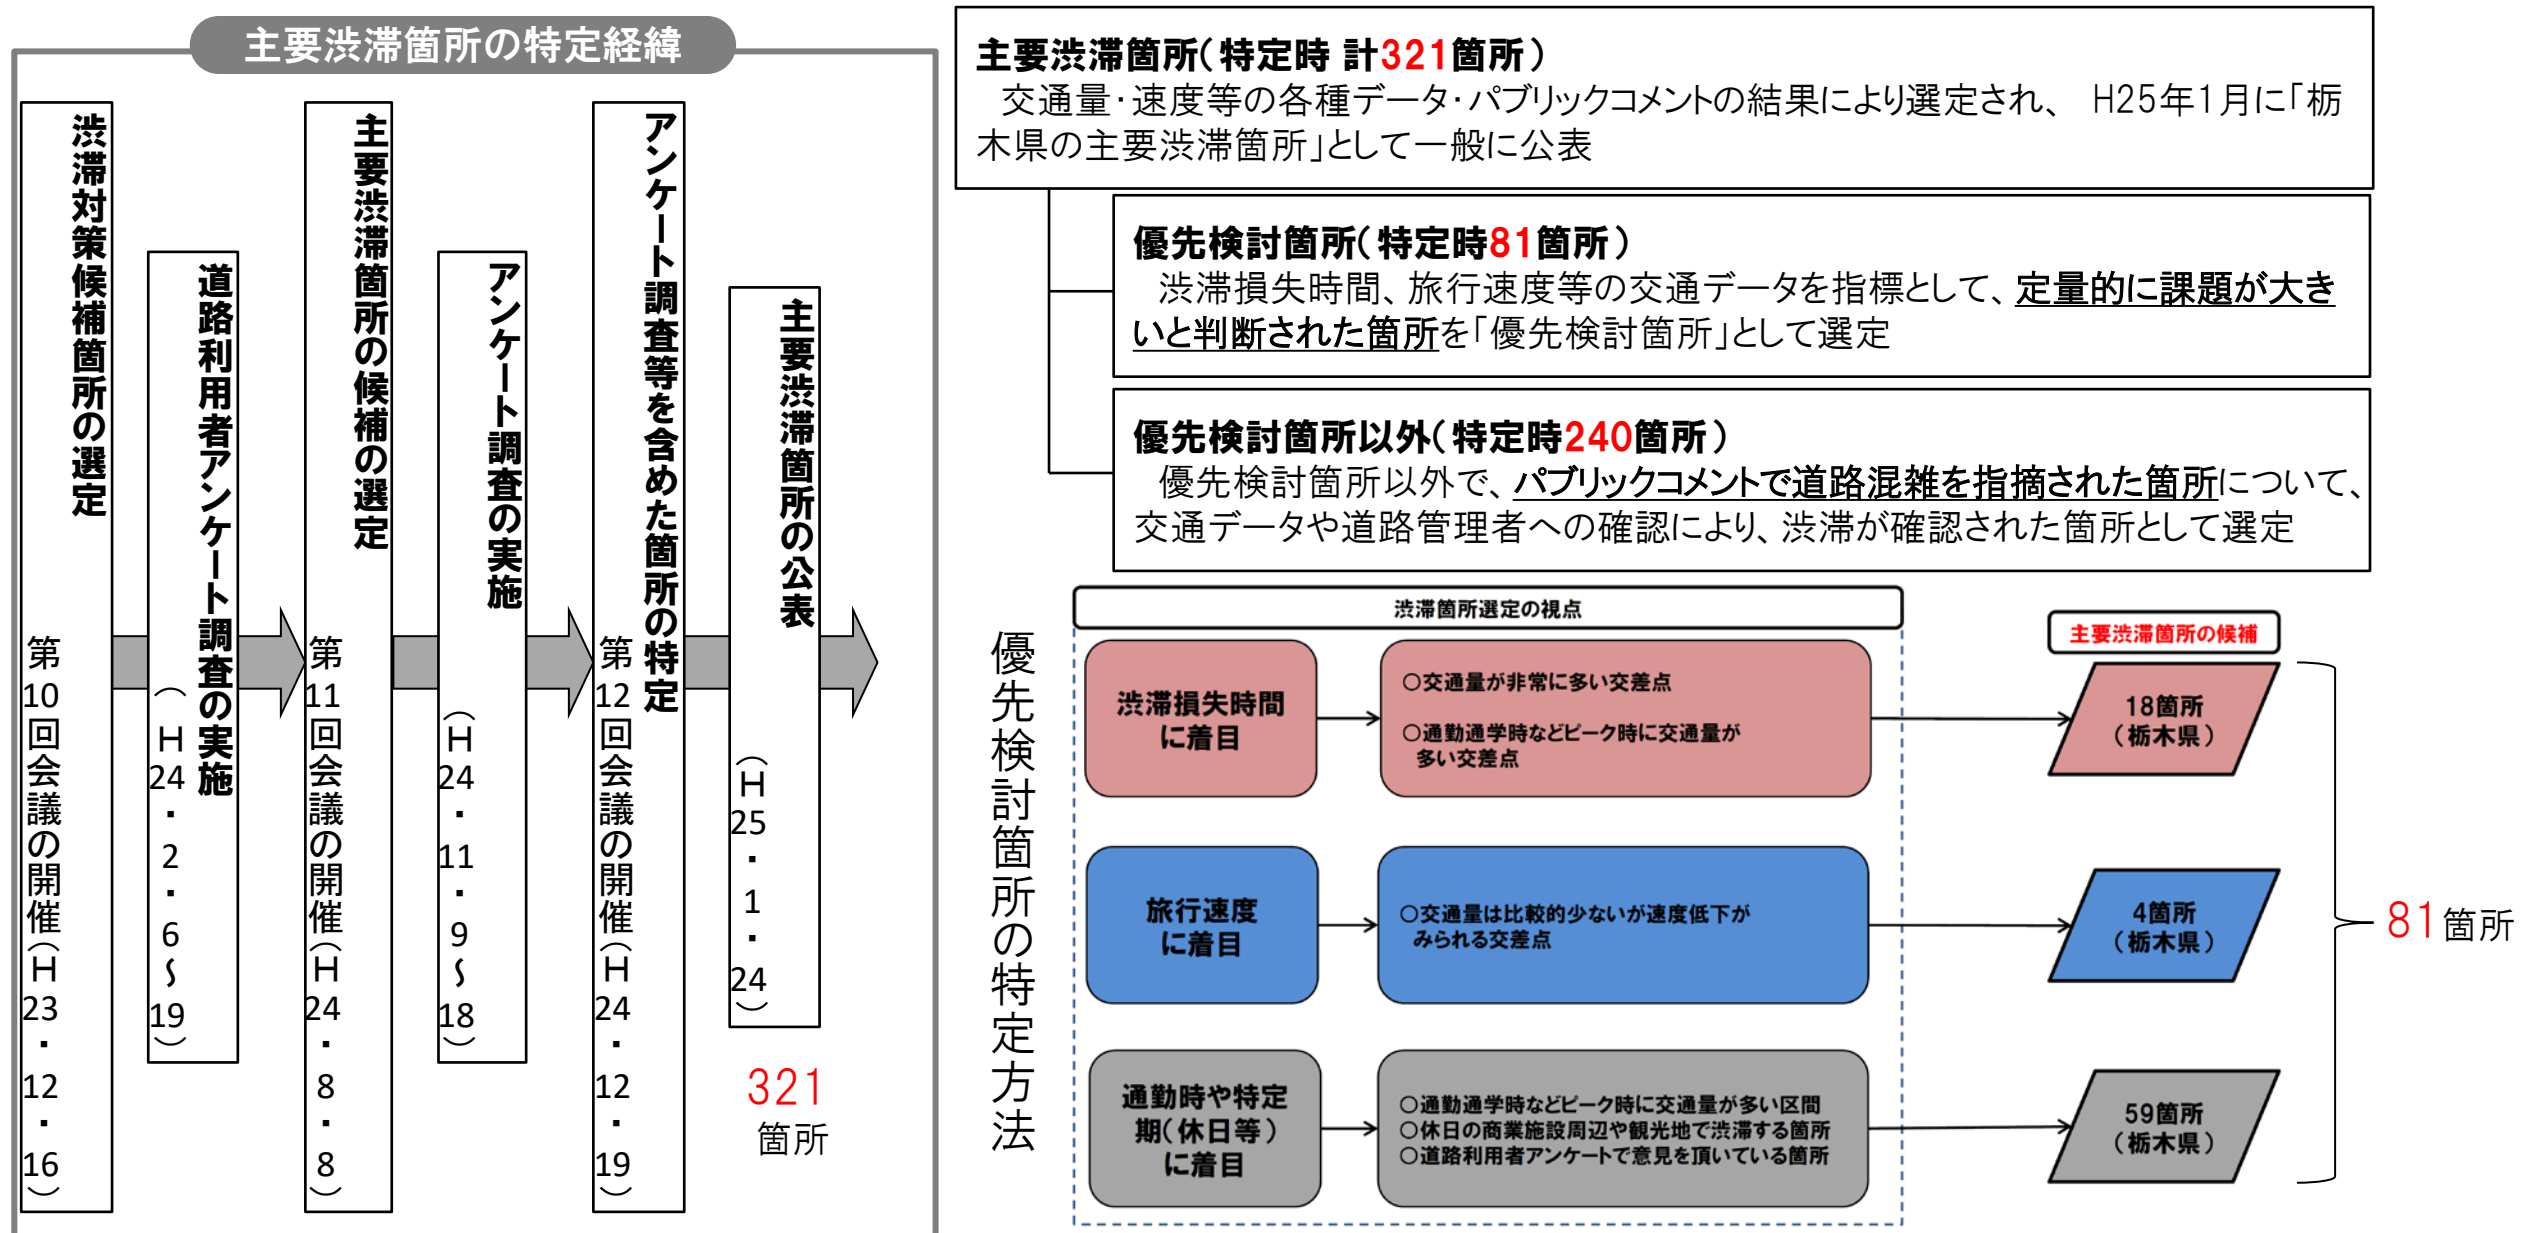 主要渋滞箇所の特定経緯
渋滞対策候補箇所の選定
第10回会議の開催（H23・12・16）
道路利用者アンケート調査の実施
（H24・2・6～19）
主要渋滞箇所の候補の選定
第11回会議の開催（H24・8・8）
アンケート調査の実施
（H24・11・9～18）
アンケート調査等を含めた箇所の特定
第12回会議の開催（H24・12・19）
主要渋滞箇所の公表
（H25・1・24）
321
箇所
主要渋滞箇所（特定時 計321箇所）
交通量・速度等の各種データ・パブリックコメントの結果により選定され、 H25年1月に「栃
木県の主要渋滞箇所」として一般に公表
優先検討箇所（特定時81箇所）
渋滞損失時間、旅行速度等の交通データを指標として、定量的に課題が大き
いと判断された箇所を「優先検討箇所」として選定
優先検討箇所以外（特定時240箇所）
優先検討箇所以外で、パブリックコメントで道路混雑を指摘された箇所について、
交通データや道路管理者への確認により、渋滞が確認された箇所として選定
優先検討箇所の特定方法
渋滞箇所選定の視点
主要渋滞箇所の候補
渋滞損失時間
に着目
○交通量が非常に多い交差点
○通勤通学時などピーク時に交通量が
多い交差点
18箇所
（栃木県）
旅行速度
に着目
○交通量は比較的少ないが速度低下が
みられる交差点
4箇所
（栃木県）
通勤時や特定
期（休日等）
に着目
○通勤通学時などピーク時に交通量が多い区間
○休日の商業施設周辺や観光地で渋滞する箇所
○道路利用者アンケートで意見を頂いている箇所
59箇所
（栃木県）
81箇所